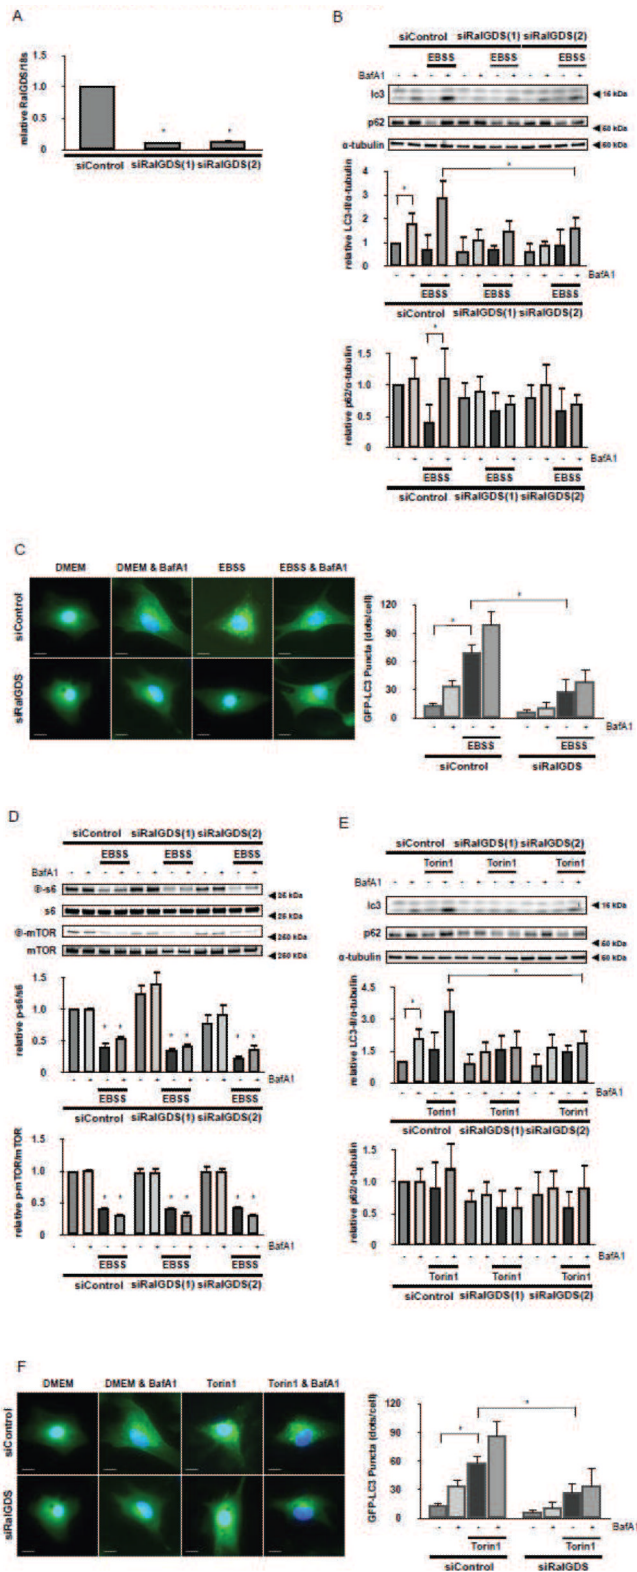 A
relative RalGDS/18s
1.5
1.0
0.5
0
*
*
siControl siRalGDS(1) siRalGDS(2)
B
siControl siRalGDS(1) siRalGDS(2)
EBSS EBSS EBSS
BafA1 - + - + - + - + - + - +
lc3
16 kDa
p62
60 kDa
α-tubulin
50 kDa
relative LC3-II/α-tubulin
4
3
2
1
0
*
*
- + - + - + - + - + - + BafA1
EBSS EBSS EBSS
siControl siRalGDS(1) siRalGDS(2)
relative p62/α-tubulin
1.5
1.0
0.5
0
*
- + - + - + - + - + - + BafA1
EBSS EBSS EBSS
siControl siRalGDS(1) siRalGDS(2)
C
DMEM DMEM & BafA1 EBSS EBSS & BafA1
siControl
siRalGDS
GFP-LC3 Puncta (dots/cell)
120
90
60
30
0
*
*
- + - + - + - + BafA1
EBSS EBSS
siControl siRalGDS
D
siControl siRalGDS(1) siRalGDS(2)
EBSS EBSS EBSS
BafA1 - + - + - + - + - + - +
℗-s6
25 kDa
s6
25 kDa
℗-mTOR
250 kDa
mTOR
250 kDa
relative p-s6/s6
1.5
1.0
0.5
0
* * * * * *
- + - + - + - + - + - + BafA1
EBSS EBSS EBSS
siControl siRalGDS(1) siRalGDS(2)
relative p-mTOR/mTOR
1.5
1.0
0.5
0
* * * * * *
- + - + - + - + - + - + BafA1
EBSS EBSS EBSS
siControl siRalGDS(1) siRalGDS(2)
E
siControl siRalGDS(1) siRalGDS(2)
Torin1 Torin1 Torin1
BafA1 - + - + - + - + - + - +
lc3
16 kDa
p62
60 kDa
α-tubulin
50 kDa
relative LC3-II/α-tubulin
4.5
3.0
1.5
0
*
*
- + - + - + - + - + - + BafA1
Torin1 Torin1 Torin1
siControl siRalGDS(1) siRalGDS(2)
relative p62/α-tubulin
1.5
1.0
0.5
0
- + - + - + - + - + - + BafA1
Torin1 Torin1 Torin1
siControl siRalGDS(1) siRalGDS(2)
F
DMEM DMEM & BafA1 Torin1 Torin1 & BafA1
siControl
siRalGDS
GFP-LC3 Puncta (dots/cell)
120
90
60
30
0
*
*
- + - + - + - + BafA1
Torin1 Torin1
siControl siRalGDS